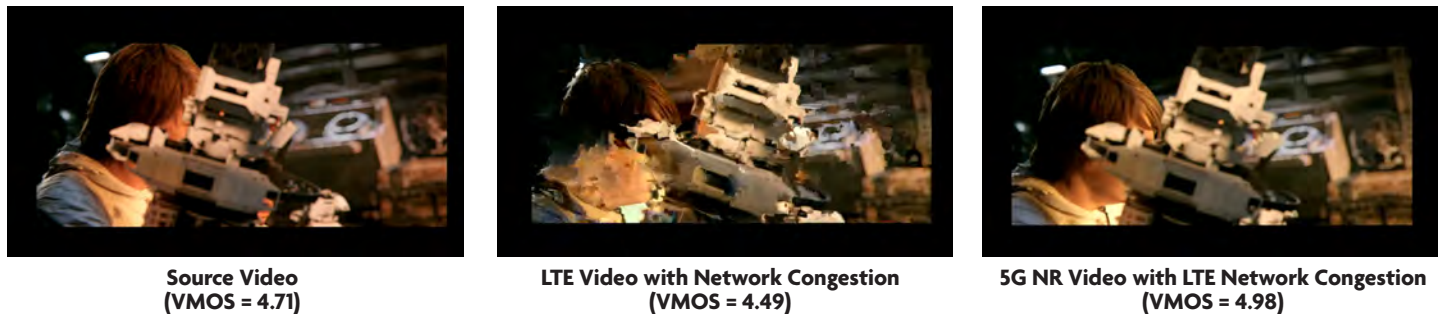 Source Video
(VMOS = 4.71)
LTE Video with Network Congestion
(VMOS = 4.49)
5G NR Video with LTE Network Congestion
(VMOS = 4.98)